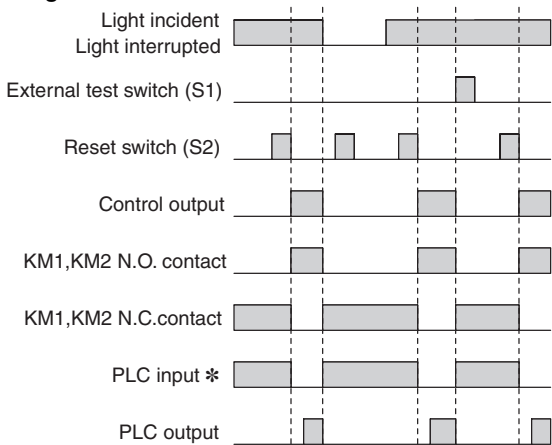 Light incident
Light interrupted
External test switch (S1)
Reset switch (S2)
Control output
KM1,KM2 N.O. contact
KM1,KM2 N.C.contact
PLC input ✻
PLC output